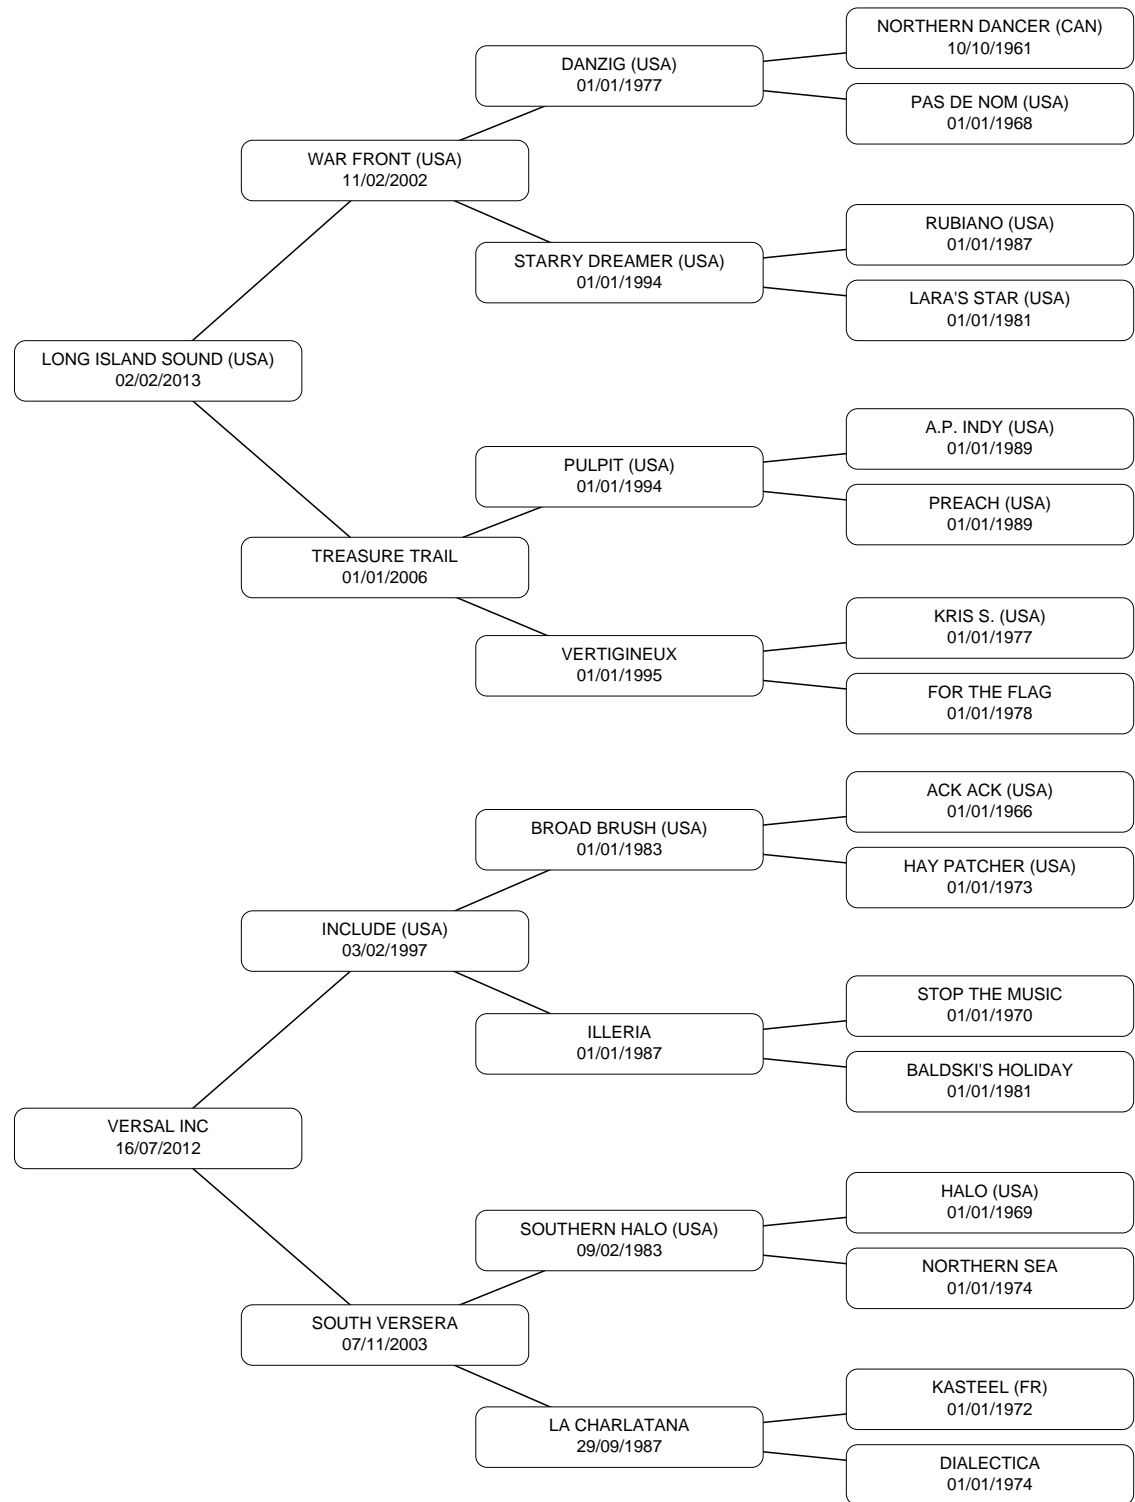 NORTHERN DANCER (CAN)
10/10/1961
DANZIG (USA)
01/01/1977
PAS DE NOM (USA)
01/01/1968
WAR FRONT (USA)
11/02/2002
RUBIANO (USA)
01/01/1987
STARRY DREAMER (USA)
01/01/1994
LARA'S STAR (USA)
01/01/1981
LONG ISLAND SOUND (USA)
02/02/2013
A.P. INDY (USA)
01/01/1989
PULPIT (USA)
01/01/1994
PREACH (USA)
01/01/1989
TREASURE TRAIL
01/01/2006
KRIS S. (USA)
01/01/1977
VERTIGINEUX
01/01/1995
FOR THE FLAG
01/01/1978
ACK ACK (USA)
01/01/1966
BROAD BRUSH (USA)
01/01/1983
HAY PATCHER (USA)
01/01/1973
INCLUDE (USA)
03/02/1997
STOP THE MUSIC
01/01/1970
ILLERIA
01/01/1987
BALDSKI'S HOLIDAY
01/01/1981
VERSAL INC
16/07/2012
HALO (USA)
01/01/1969
SOUTHERN HALO (USA)
09/02/1983
NORTHERN SEA
01/01/1974
SOUTH VERSERA
07/11/2003
KASTEEL (FR)
01/01/1972
LA CHARLATANA
29/09/1987
DIALECTICA
01/01/1974